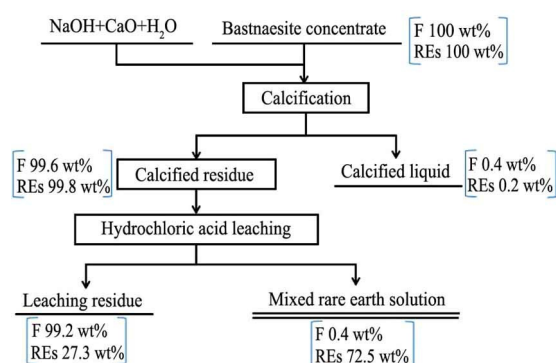 NaOH+CaO+H₂O
Bastnaesite concentrate
F 100 wt%
REs 100 wt%
Calcification
F 99.6 wt%
REs 99.8 wt%
Calcified residue
Calcified liquid
F 0.4 wt%
REs 0.2 wt%
Hydrochloric acid leaching
Leaching residue
Mixed rare earth solution
F 99.2 wt%
REs 27.3 wt%
F 0.4 wt%
REs 72.5 wt%